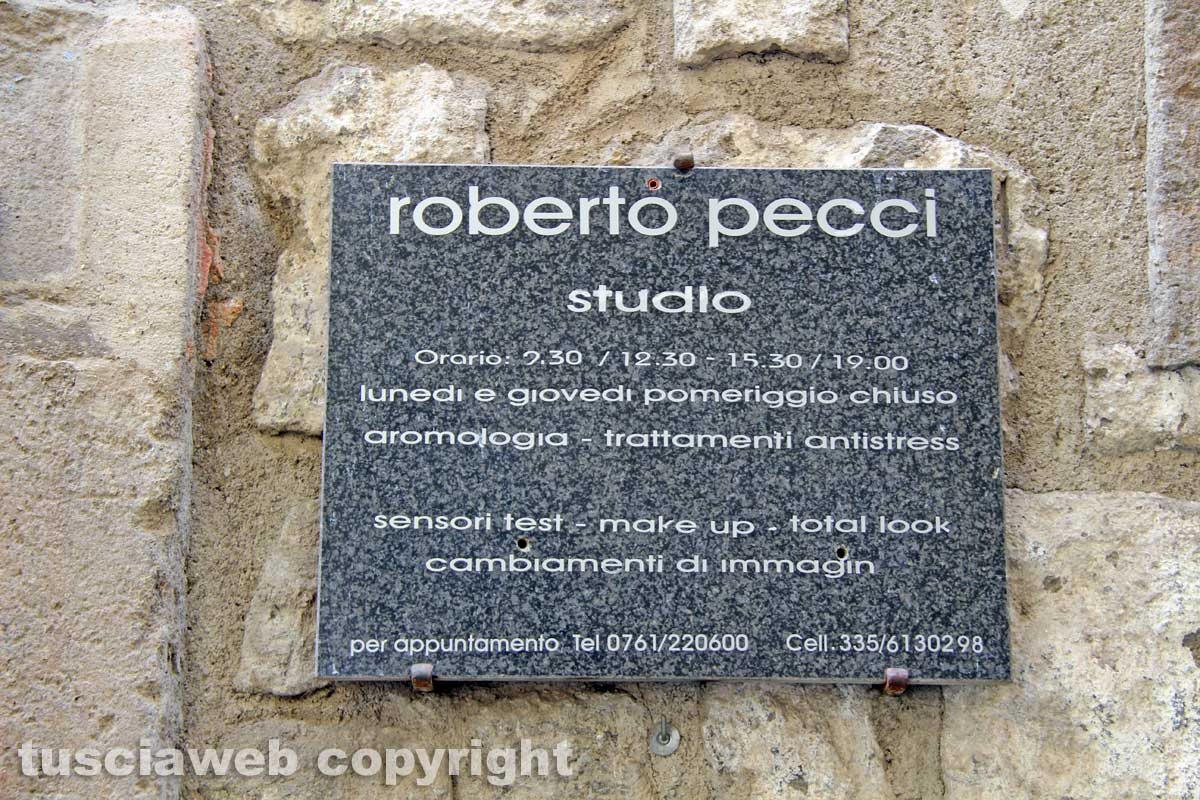 roberto pecci
studio
Orario: 9.30 / 12.30 - 15.30 / 19.00
lunedì e giovedì pomeriggio chiuso
aromologia - trattamenti antistress
sensori test - make up - total look
cambiamenti di immagin
per appuntamento Tel 0761/220600 Cell. 335/6130298
tusciaweb copyright